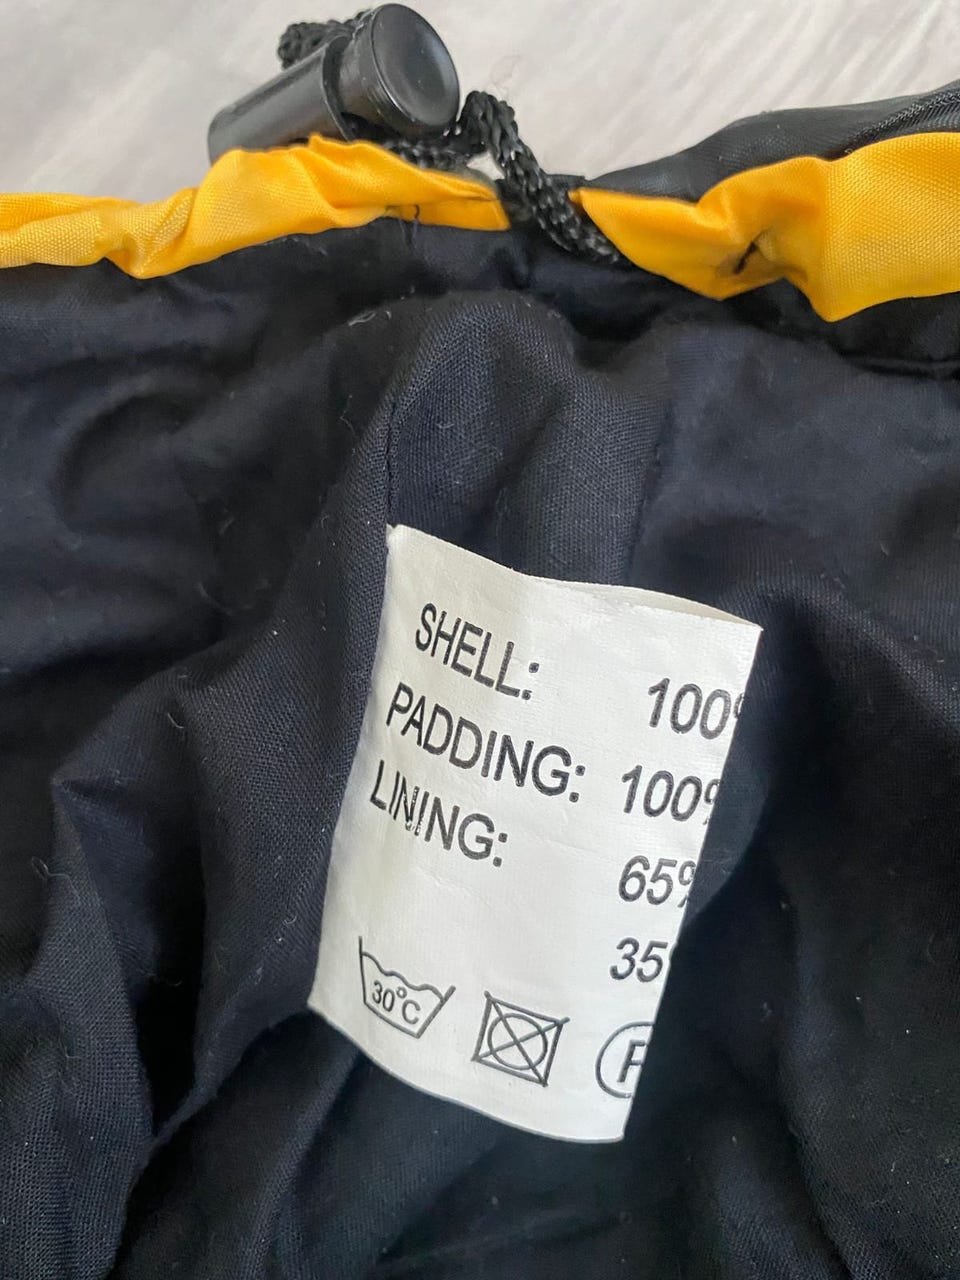 SHELL: 100%
PADDING: 100%
LINING:
65%
35
30°C
P